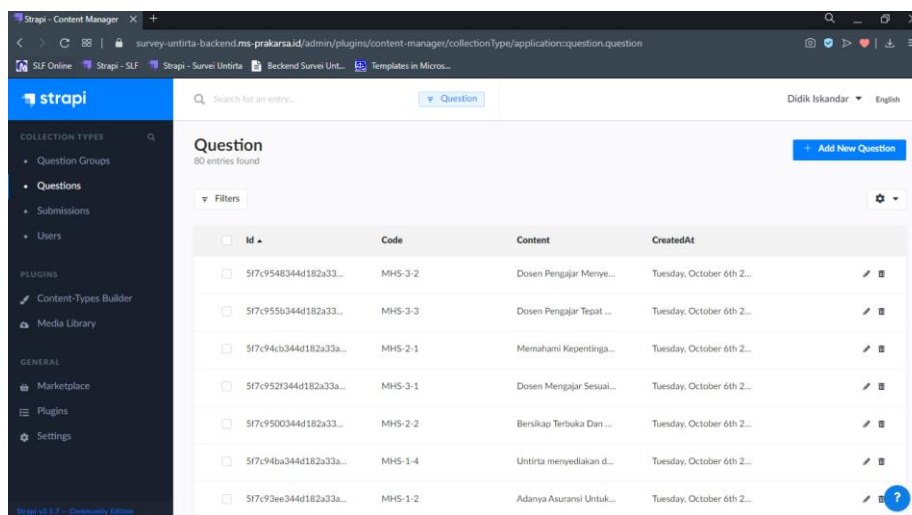 Strapi - Content Manager
survey-untirta-backend.ms-prakarsa.id/admin/plugins/content-manager/collectionType/application::question.question
SLF Online Strapi - SLF Strapi - Survei Untirta Beckend Survei Unt... Templates in Micros...
strapi
Search for an entry...
Question
Didik Iskandar
English
COLLECTION TYPES
Question Groups
Questions
Submissions
Users
PLUGINS
Content-Types Builder
Media Library
GENERAL
Marketplace
Plugins
Settings
Strapi v3.1.7 — Community Edition
Question
80 entries found
+ Add New Question
Filters
Id Code Content CreatedAt
5f7c9548344d182a33... MHS-3-2 Dosen Pengajar Menye... Tuesday, October 6th 2...
5f7c955b344d182a33... MHS-3-3 Dosen Pengajar Tepat ... Tuesday, October 6th 2...
5f7c94cb344d182a33a... MHS-2-1 Memahami Kepentinga... Tuesday, October 6th 2...
5f7c952f344d182a33a... MHS-3-1 Dosen Mengajar Sesuai... Tuesday, October 6th 2...
5f7c9500344d182a33... MHS-2-2 Bersikap Terbuka Dan ... Tuesday, October 6th 2...
5f7c94ba344d182a33a... MHS-1-4 Untirta menyediakan d... Tuesday, October 6th 2...
5f7c93ee344d182a33a... MHS-1-2 Adanya Asuransi Untuk... Tuesday, October 6th 2...
?